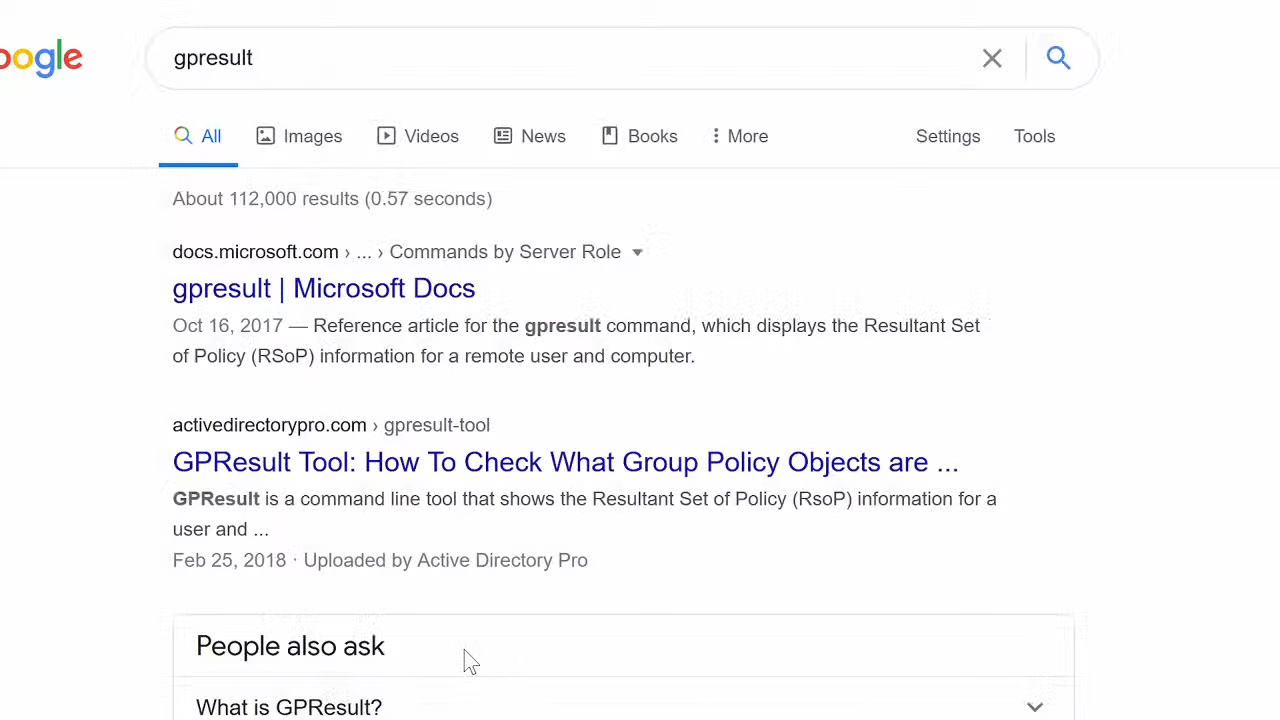 oogle
gpresult
All Images Videos News Books More Settings Tools
About 112,000 results (0.57 seconds)
docs.microsoft.com › ... › Commands by Server Role
gpresult | Microsoft Docs
Oct 16, 2017 — Reference article for the gpresult command, which displays the Resultant Set
of Policy (RSoP) information for a remote user and computer.
activedirectorypro.com › gpresult-tool
GPResult Tool: How To Check What Group Policy Objects are ...
GPResult is a command line tool that shows the Resultant Set of Policy (RsoP) information for a
user and ...
Feb 25, 2018 · Uploaded by Active Directory Pro
People also ask
What is GPResult?